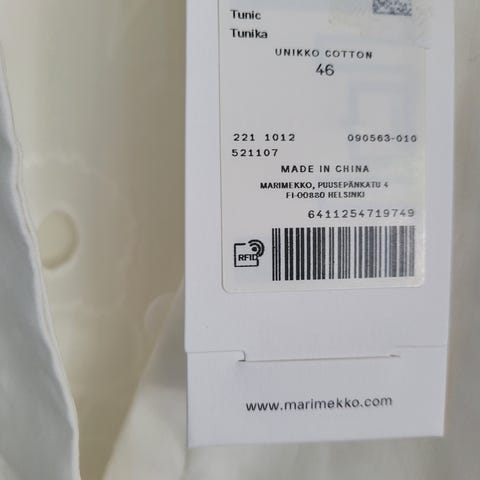 Tunic
Tunika
UNIKKO COTTON
46
221 1012 090563-010
521107
MADE IN CHINA
MARIMEKKO, PUUSEPÄNKATU 4
FI-00880 HELSINKI
6411254719749
RFID
www.marimekko.com